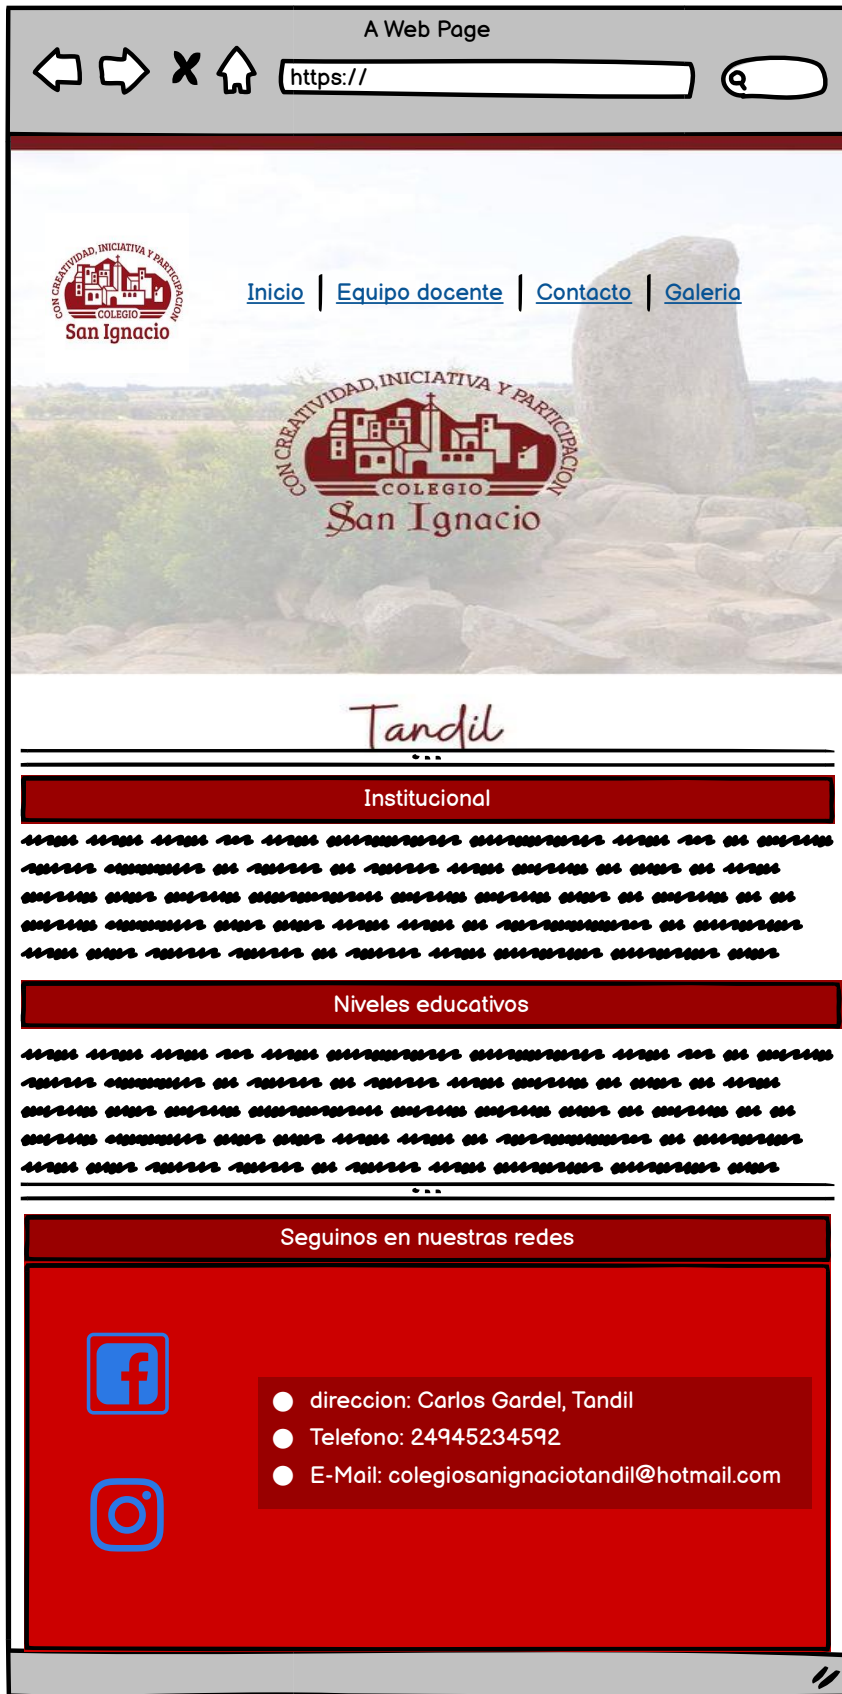 A Web Page
https://
CON CREATIVIDAD, INICIATIVA Y PARTICIPACION
COLEGIO
San Ignacio
Inicio | Equipo docente | Contacto | Galeria
CON CREATIVIDAD, INICIATIVA Y PARTICIPACION
COLEGIO
San Ignacio
Tandil
Institucional
Niveles educativos
Seguinos en nuestras redes
direccion: Carlos Gardel, Tandil
Telefono: 24945234592
E-Mail: colegiosanignaciotandil@hotmail.com